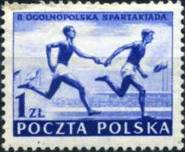 II OGÓLNOPOLSKA SPARTAKIADA
1 ZŁ
POCZTA POLSKA